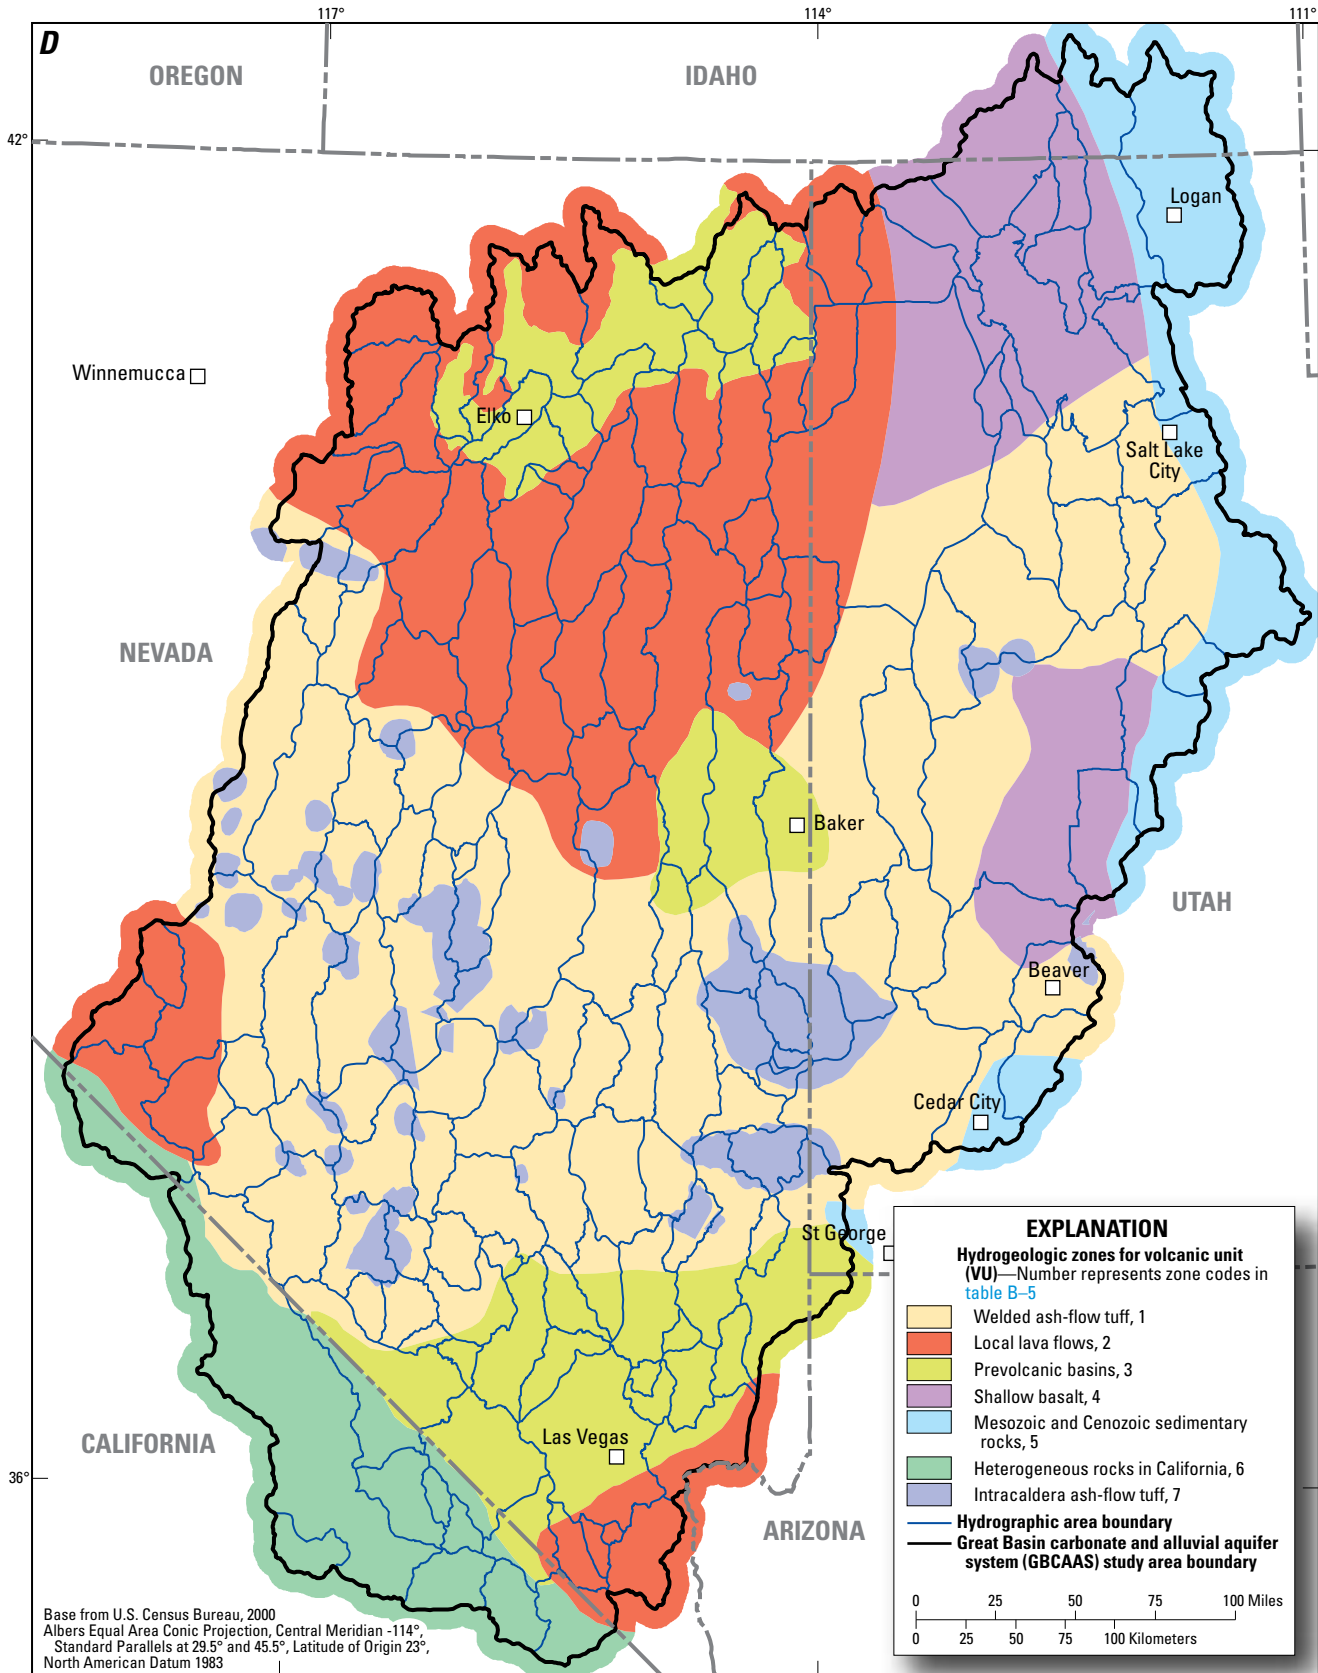 117°
114°
111°
D
OREGON
IDAHO
42°
Logan
Winnemucca
Elko
Salt Lake
City
NEVADA
Baker
UTAH
Beaver
Cedar City
St George
CALIFORNIA
Las Vegas
36°
ARIZONA
EXPLANATION
Hydrogeologic zones for volcanic unit
(VU)—Number represents zone codes in
table B–5
Welded ash-flow tuff, 1
Local lava flows, 2
Prevolcanic basins, 3
Shallow basalt, 4
Mesozoic and Cenozoic sedimentary
rocks, 5
Heterogeneous rocks in California, 6
Intracaldera ash-flow tuff, 7
Hydrographic area boundary
Great Basin carbonate and alluvial aquifer
system (GBCAAS) study area boundary
0 25 50 75 100 Miles
0 25 50 75 100 Kilometers
Base from U.S. Census Bureau, 2000
Albers Equal Area Conic Projection, Central Meridian -114°,
Standard Parallels at 29.5° and 45.5°, Latitude of Origin 23°,
North American Datum 1983